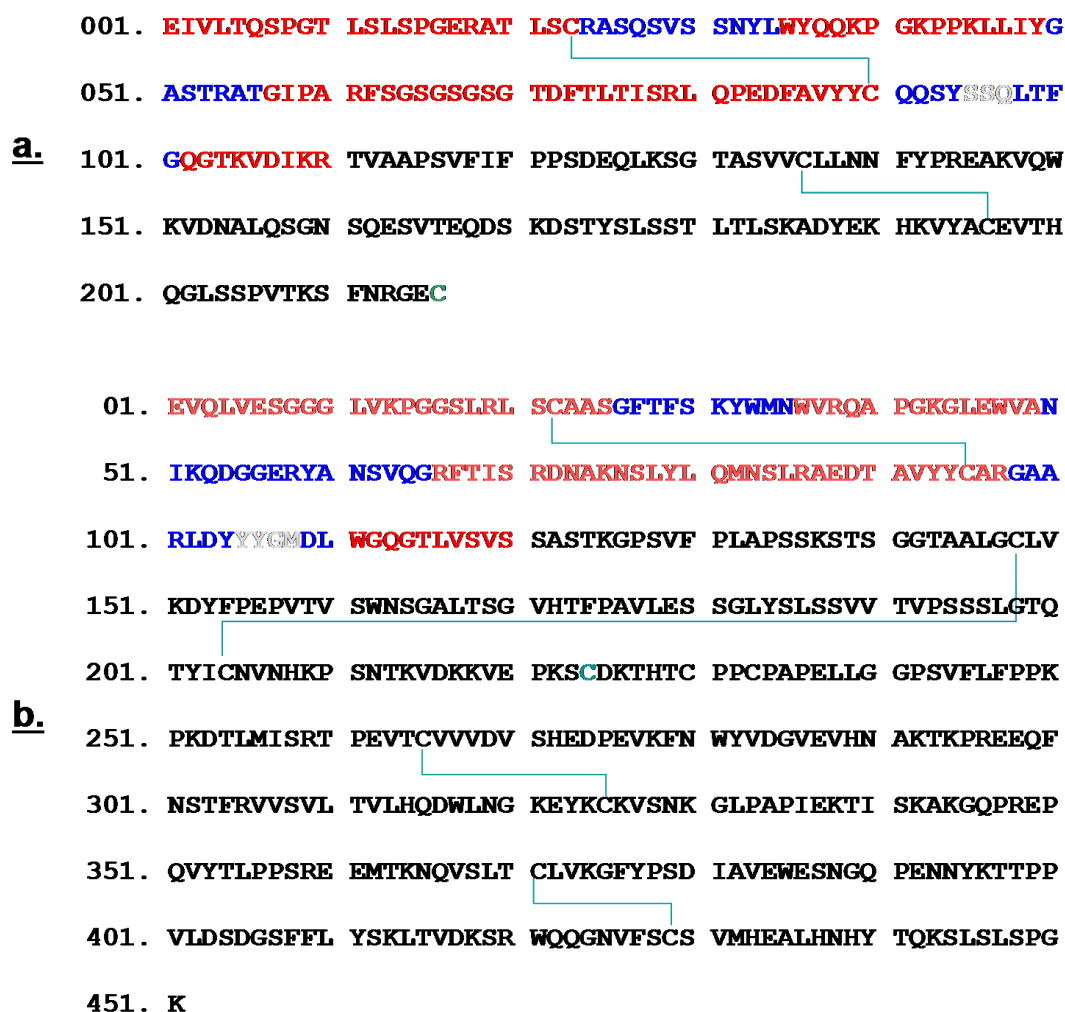 001. EIVLTQSPGT LSLSPGERAT LSCRASQSVS SNYLWYQQKP GKPPKLLIYG
051. ASTRATGIPA RFSGSGSGSG TDFTLTISRL QPEDFAVYYC QQSYSSQLTF
a.
101. GQGTKVDIKR TVAAPSVFIF PPSDEQLKSG TASVVCLLNN FYPREAKVQW
151. KVDNALQSGN SQESVTEQDS KDSTYSLSST LTLSKADYEK HKVYACEVTH
201. QGLSSPVTKS FNRGEC
01. EVQLVESGGG LVKPGGSLRL SCAASGFTFS KYWMNWVRQA PGKGLEWVAN
51. IKQDGGERYA NSVQGRFTIS RDNAKNSLYL QMNSLRAEDT AVYYCARGAA
101. RLDYYYGMDL WGQGTLVSVS SASTKGPSVF PLAPSSKSTS GGTAALGCLV
151. KDYFPEPVTV SWNSGALTSG VHTFPAVLES SGLYSLSSVV TVPSSSLGTQ
201. TYICNVNHKP SNTKVDKKVE PKSCDKTHTC PPCPAPELLG GPSVFLFPPK
b.
251. PKDTLMISRT PEVTCVVVDV SHEDPEVKFN WYVDGVEVHN AKTKPREEQF
301. NSTFRVVSVL TVLHQDWLNG KEYKCKVSNK GLPAPIEKTI SKAKGQPREP
351. QVYTLPPSRE EMTKNQVSLT CLVKGFYPSD IAVEWESNGQ PENNYKTTPP
401. VLDSDGSFFL YSKLTVDKSR WQQGNVFSCS VMHEALHNHY TQKSLSLSPG
451. K